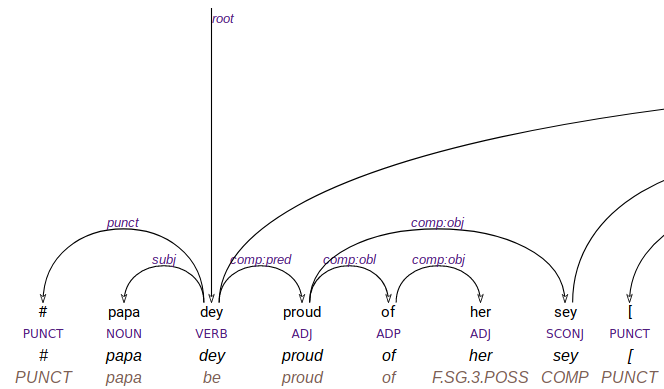 root
punct comp:obj
subj comp:pred comp:obl comp:obj
# papa dey proud of her sey [
PUNCT NOUN VERB ADJ ADP ADJ SCONJ PUNCT
# papa dey proud of her sey [
PUNCT papa be proud of F.SG.3.POSS COMP PUNCT